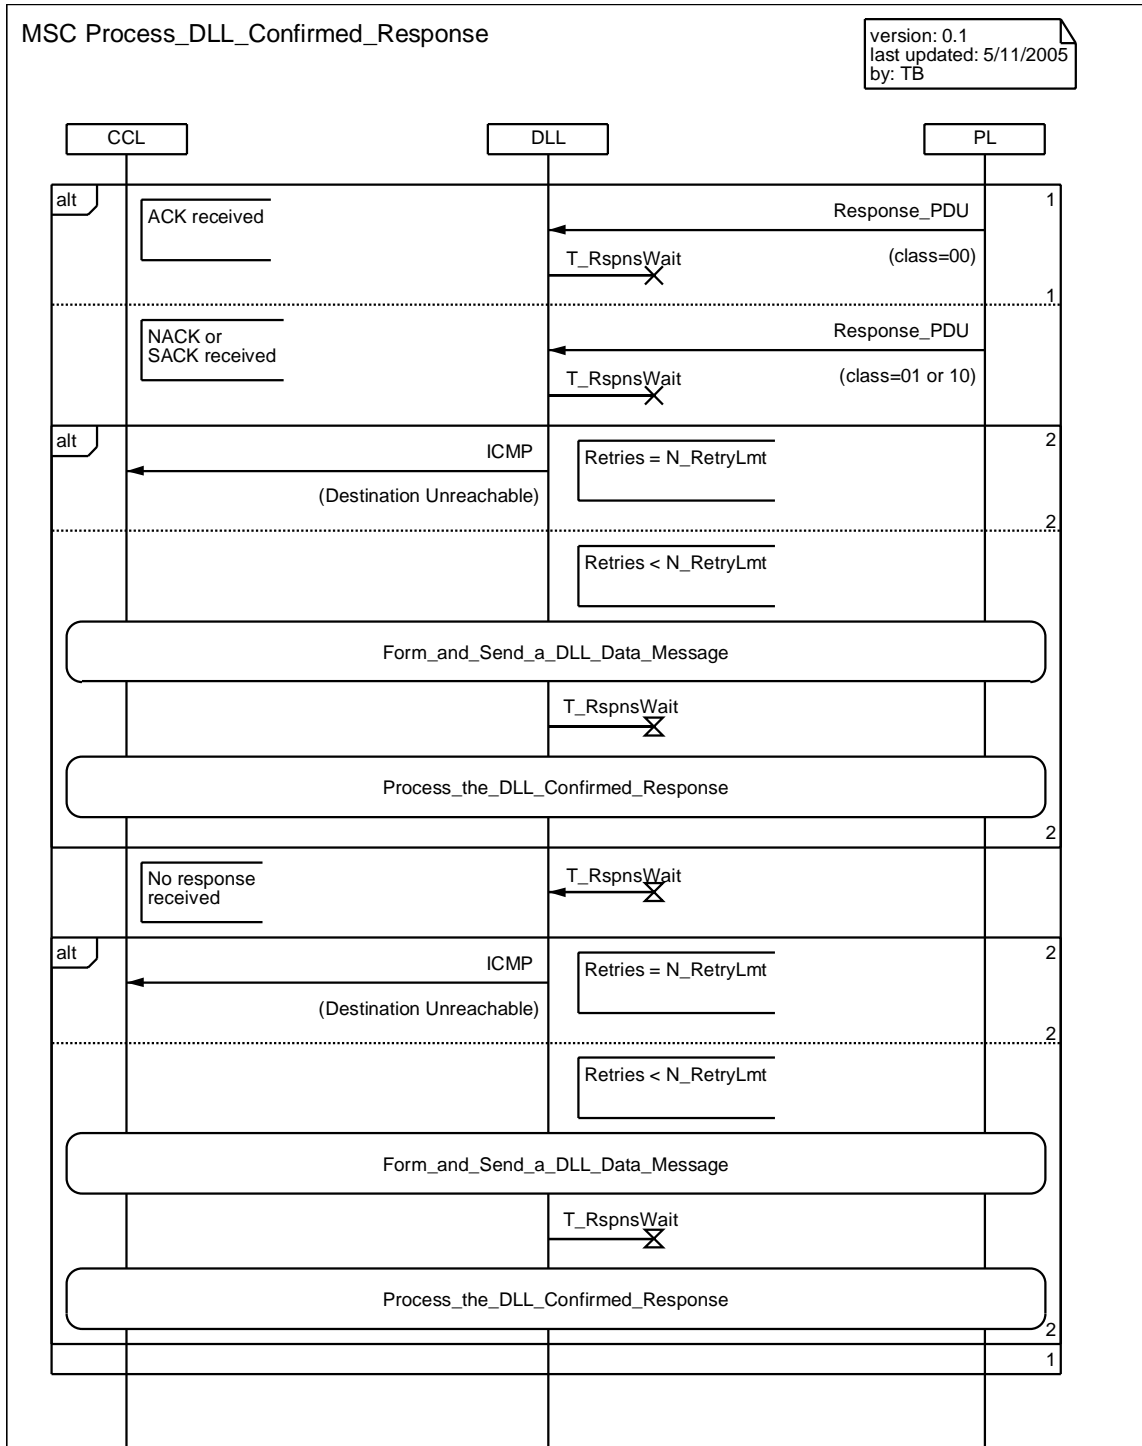 MSC Process_DLL_Confirmed_Response
version: 0.1
last updated: 5/11/2005
by: TB
CCL
DLL
PL
alt
1
ACK received
Response_PDU
(class=00)
T_RspnsWait
1
NACK or
SACK received
Response_PDU
(class=01 or 10)
T_RspnsWait
alt
2
ICMP
(Destination Unreachable)
Retries = N_RetryLmt
2
Retries < N_RetryLmt
Form_and_Send_a_DLL_Data_Message
T_RspnsWait
Process_the_DLL_Confirmed_Response
2
No response
received
T_RspnsWait
alt
2
ICMP
(Destination Unreachable)
Retries = N_RetryLmt
2
Retries < N_RetryLmt
Form_and_Send_a_DLL_Data_Message
T_RspnsWait
Process_the_DLL_Confirmed_Response
2
1